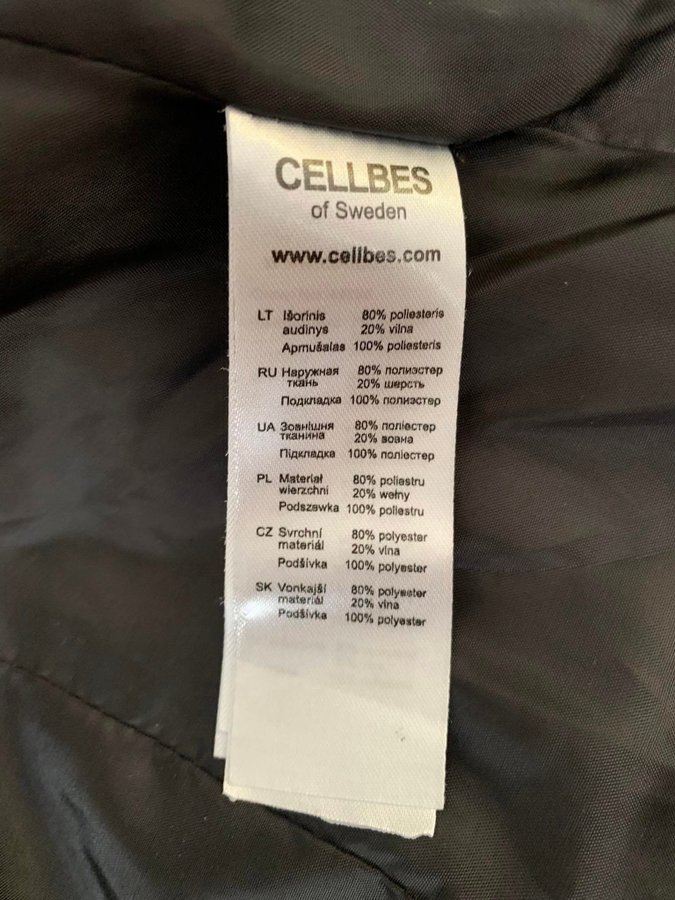 CELLBES
of Sweden
www.cellbes.com
LT Išorinis 80% poliesteris
audinys 20% vilna
Apmušalas 100% poliesteris
RU Наружная 80% полиэстер
ткань 20% шерсть
Подкладка 100% полиэстер
UA Зовнішня 80% поліестер
тканина 20% вовна
Підкладка 100% поліестер
PL Materiał 80% poliestru
wierzchni 20% wełny
Podszewka 100% poliestru
CZ Svrchní 80% polyester
materiál 20% vlna
Podšívka 100% polyester
SK Vonkajší 80% polyester
materiál 20% vlna
Podšívka 100% polyester